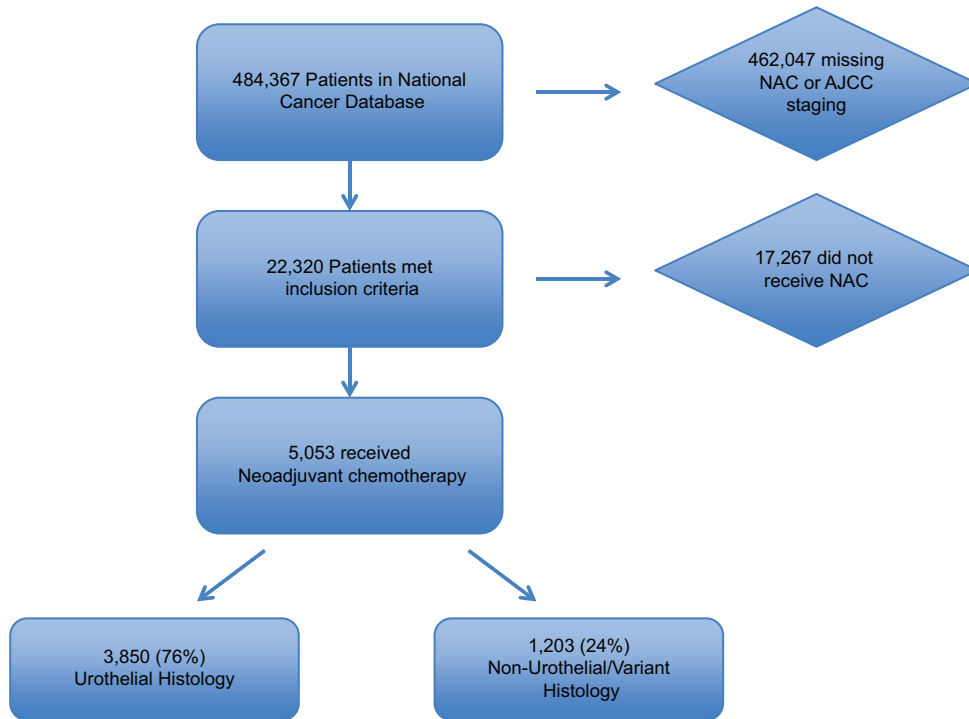 484,367 Patients in National
Cancer Database
462,047 missing
NAC or AJCC
staging
22,320 Patients met
inclusion criteria
17,267 did not
receive NAC
5,053 received
Neoadjuvant chemotherapy
3,850 (76%)
Urothelial Histology
1,203 (24%)
Non-Urothelial/Variant
Histology